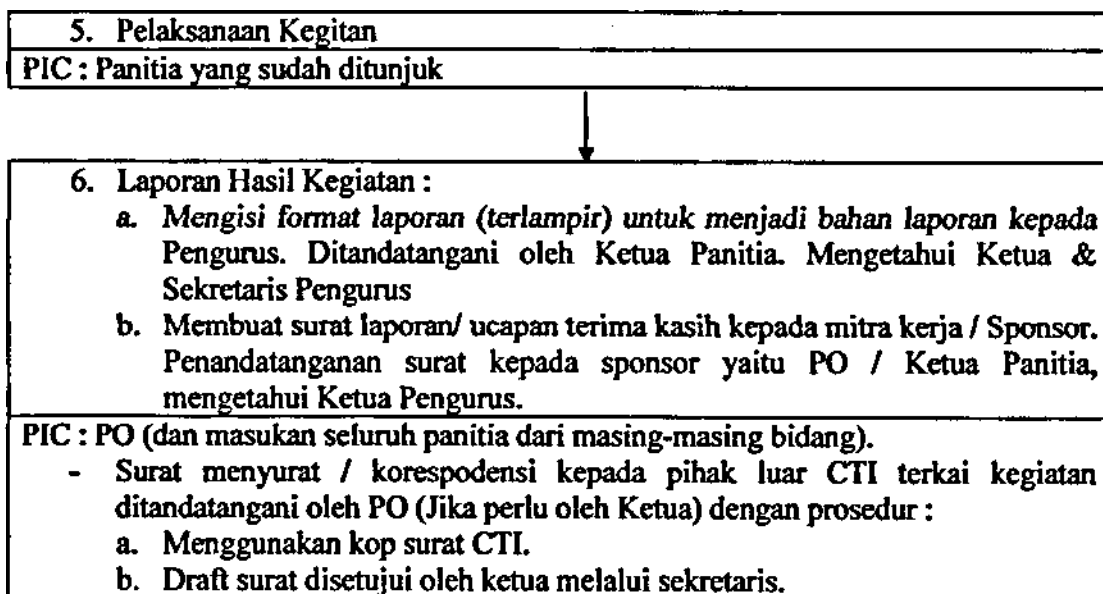 5. Pelaksanaan Kegitan
PIC : Panitia yang sudah ditunjuk
6. Laporan Hasil Kegiatan :
a. Mengisi format laporan (terlampir) untuk menjadi bahan laporan kepada
Pengurus. Ditandatangani oleh Ketua Panitia. Mengetahui Ketua &
Sekretaris Pengurus
b. Membuat surat laporan/ ucapan terima kasih kepada mitra kerja / Sponsor.
Penandatanganan surat kepada sponsor yaitu PO / Ketua Panitia,
mengetahui Ketua Pengurus.
PIC : PO (dan masukan seluruh panitia dari masing-masing bidang).
- Surat menyurat / korespodensi kepada pihak luar CTI terkai kegiatan
ditandatangani oleh PO (Jika perlu oleh Ketua) dengan prosedur :
a. Menggunakan kop surat CTI.
b. Draft surat disetujui oleh ketua melalui sekretaris.